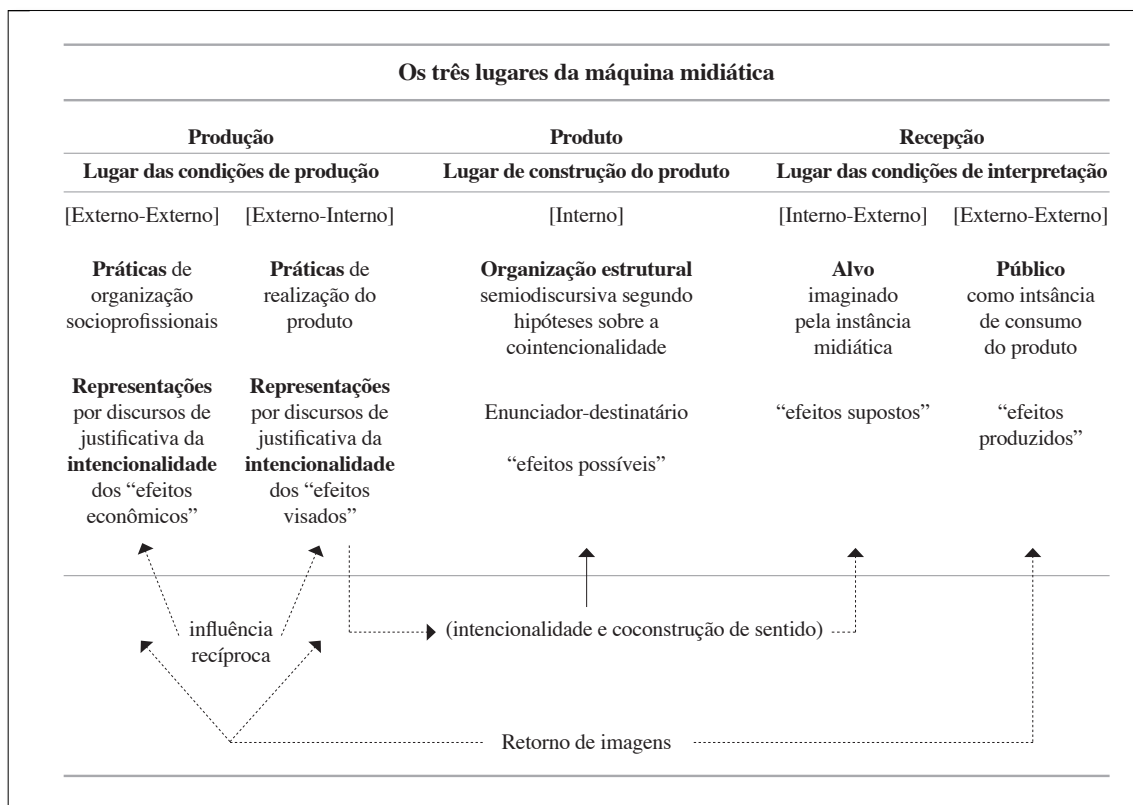 Os três lugares da máquina midiática
Produção Produto Recepção
Lugar das condições de produção Lugar de construção do produto Lugar das condições de interpretação
[Externo-Externo] [Externo-Interno] [Interno] [Interno-Externo] [Externo-Externo]
Práticas de
organização
socioprofissionais
Práticas de
realização do
produto
Organização estrutural
semiodiscursiva segundo
hipóteses sobre a
cointencionalidade
Alvo
imaginado
pela instância
midiática
Público
como intsância
de consumo
do produto
Representações
por discursos de
justificativa da
intencionalidade
dos “efeitos
econômicos”
Representações
por discursos de
justificativa da
intencionalidade
dos “efeitos
visados”
Enunciador-destinatário
“efeitos possíveis”
“efeitos supostos”
“efeitos
produzidos”
influência
recíproca
(intencionalidade e coconstrução de sentido)
Retorno de imagens